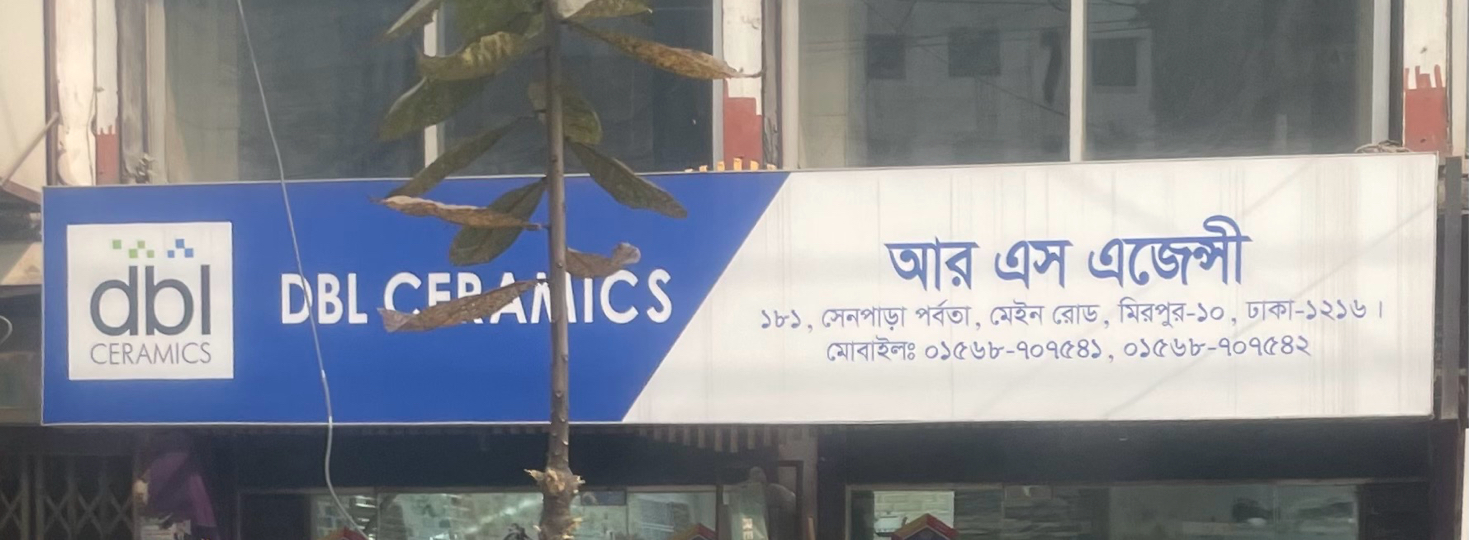 dbl
CERAMICS
DBL CERAMICS
আর এস এজেন্সী
১৮১, সেনপাড়া পর্বতা, মেইন রোড, মিরপুর-১০, ঢাকা-১২১৬।
মোবাইলঃ ০১৫৬৮-৭০৭৫৪১, ০১৫৬৮-৭০৭৫৪২